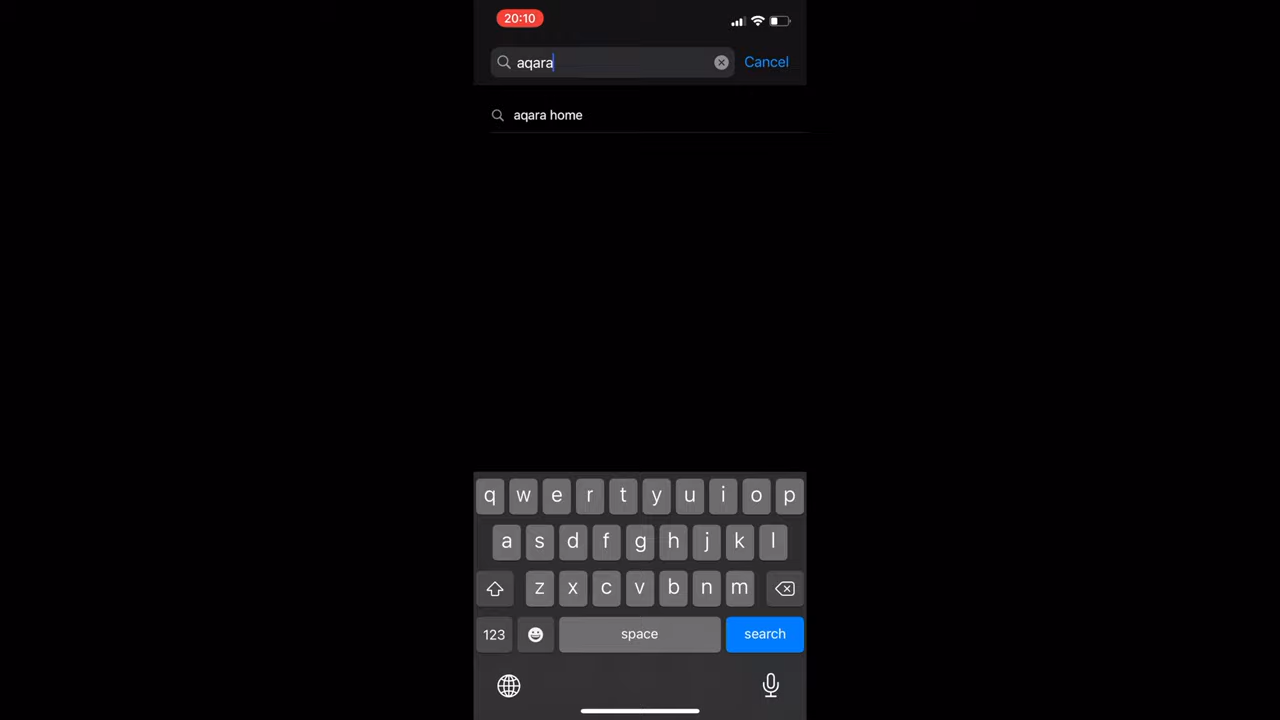 20:10
aqara
Cancel
aqara home
q w e r t y u i o p
a s d f g h j k l
z x c v b n m
123 space search